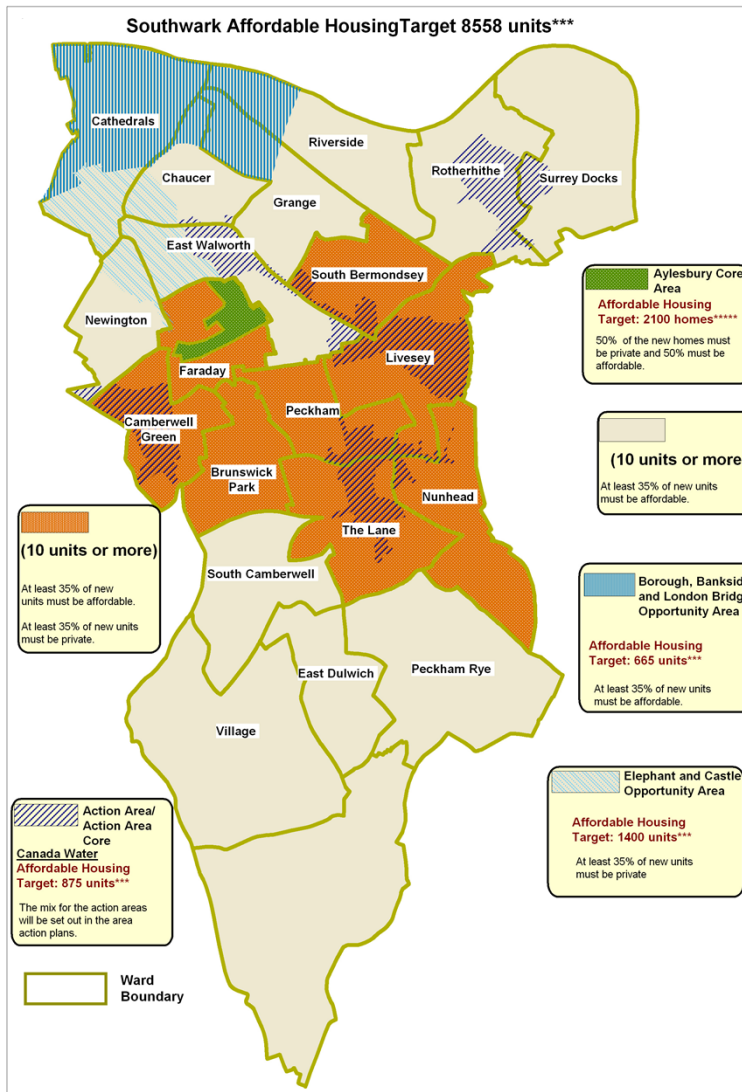 Southwark Affordable HousingTarget 8558 units***
Cathedrals
Riverside
Rotherhithe
Surrey Docks
Chaucer
Grange
East Walworth
South Bermondsey
Newington
Faraday
Livesey
Camberwell
Green
Peckham
Brunswick
Park
Nunhead
The Lane
South Camberwell
East Dulwich
Peckham Rye
Village
Aylesbury Core
Area
Affordable Housing
Target: 2100 homes*****
50% of the new homes must
be private and 50% must be
affordable.
(10 units or more
At least 35% of new units
must be affordable.
(10 units or more)
At least 35% of new
units must be affordable.
At least 35% of new units
must be private.
Borough, Banksid
and London Bridg
Opportunity Area
Affordable Housing
Target: 665 units***
At least 35% of new units
must be affordable.
Elephant and Castle
Opportunity Area
Affordable Housing
Target: 1400 units***
At least 35% of new units
must be private
Action Area/
Action Area
Core
Canada Water
Affordable Housing
Target: 875 units***
The mix for the action areas
will be set out in the area
action plans.
Ward
Boundary